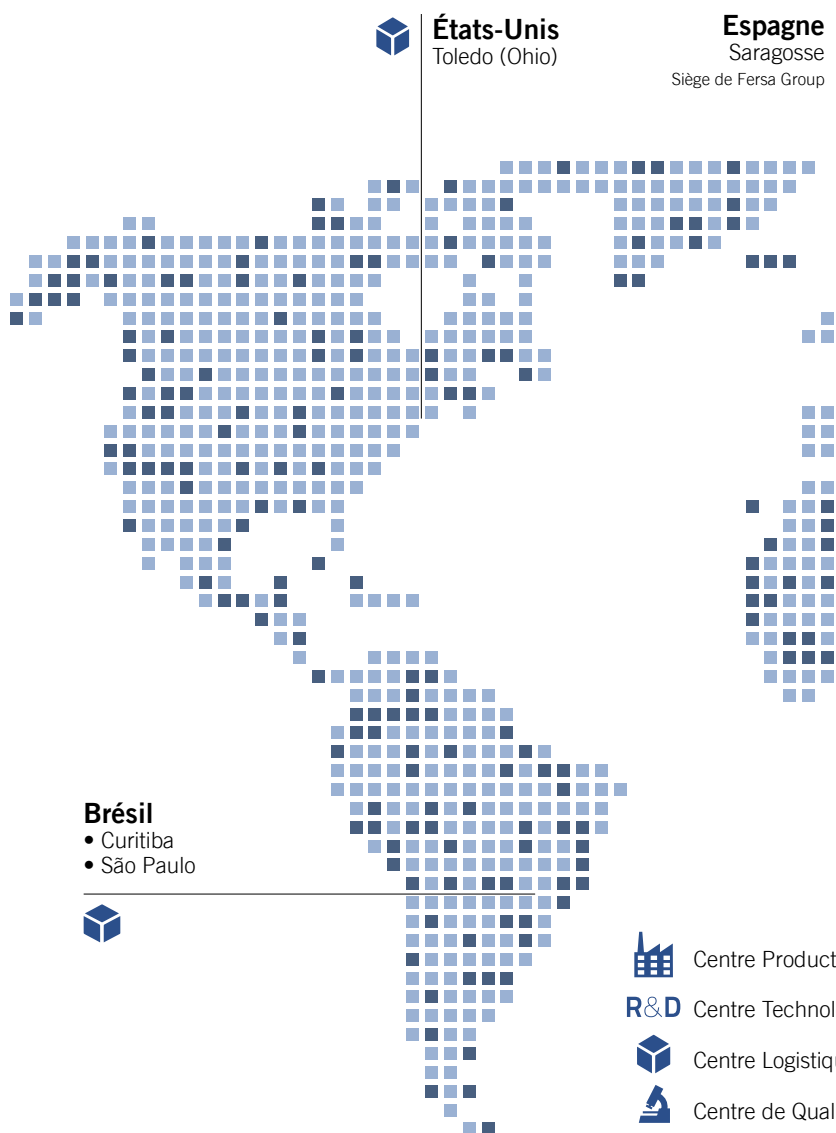 États-Unis
Toledo (Ohio)
Espagne
Saragosse
Siège de Fersa Group
Brésil
• Curitiba
• São Paulo
Centre Product
R&D Centre Technol
Centre Logistiqu
Centre de Qual